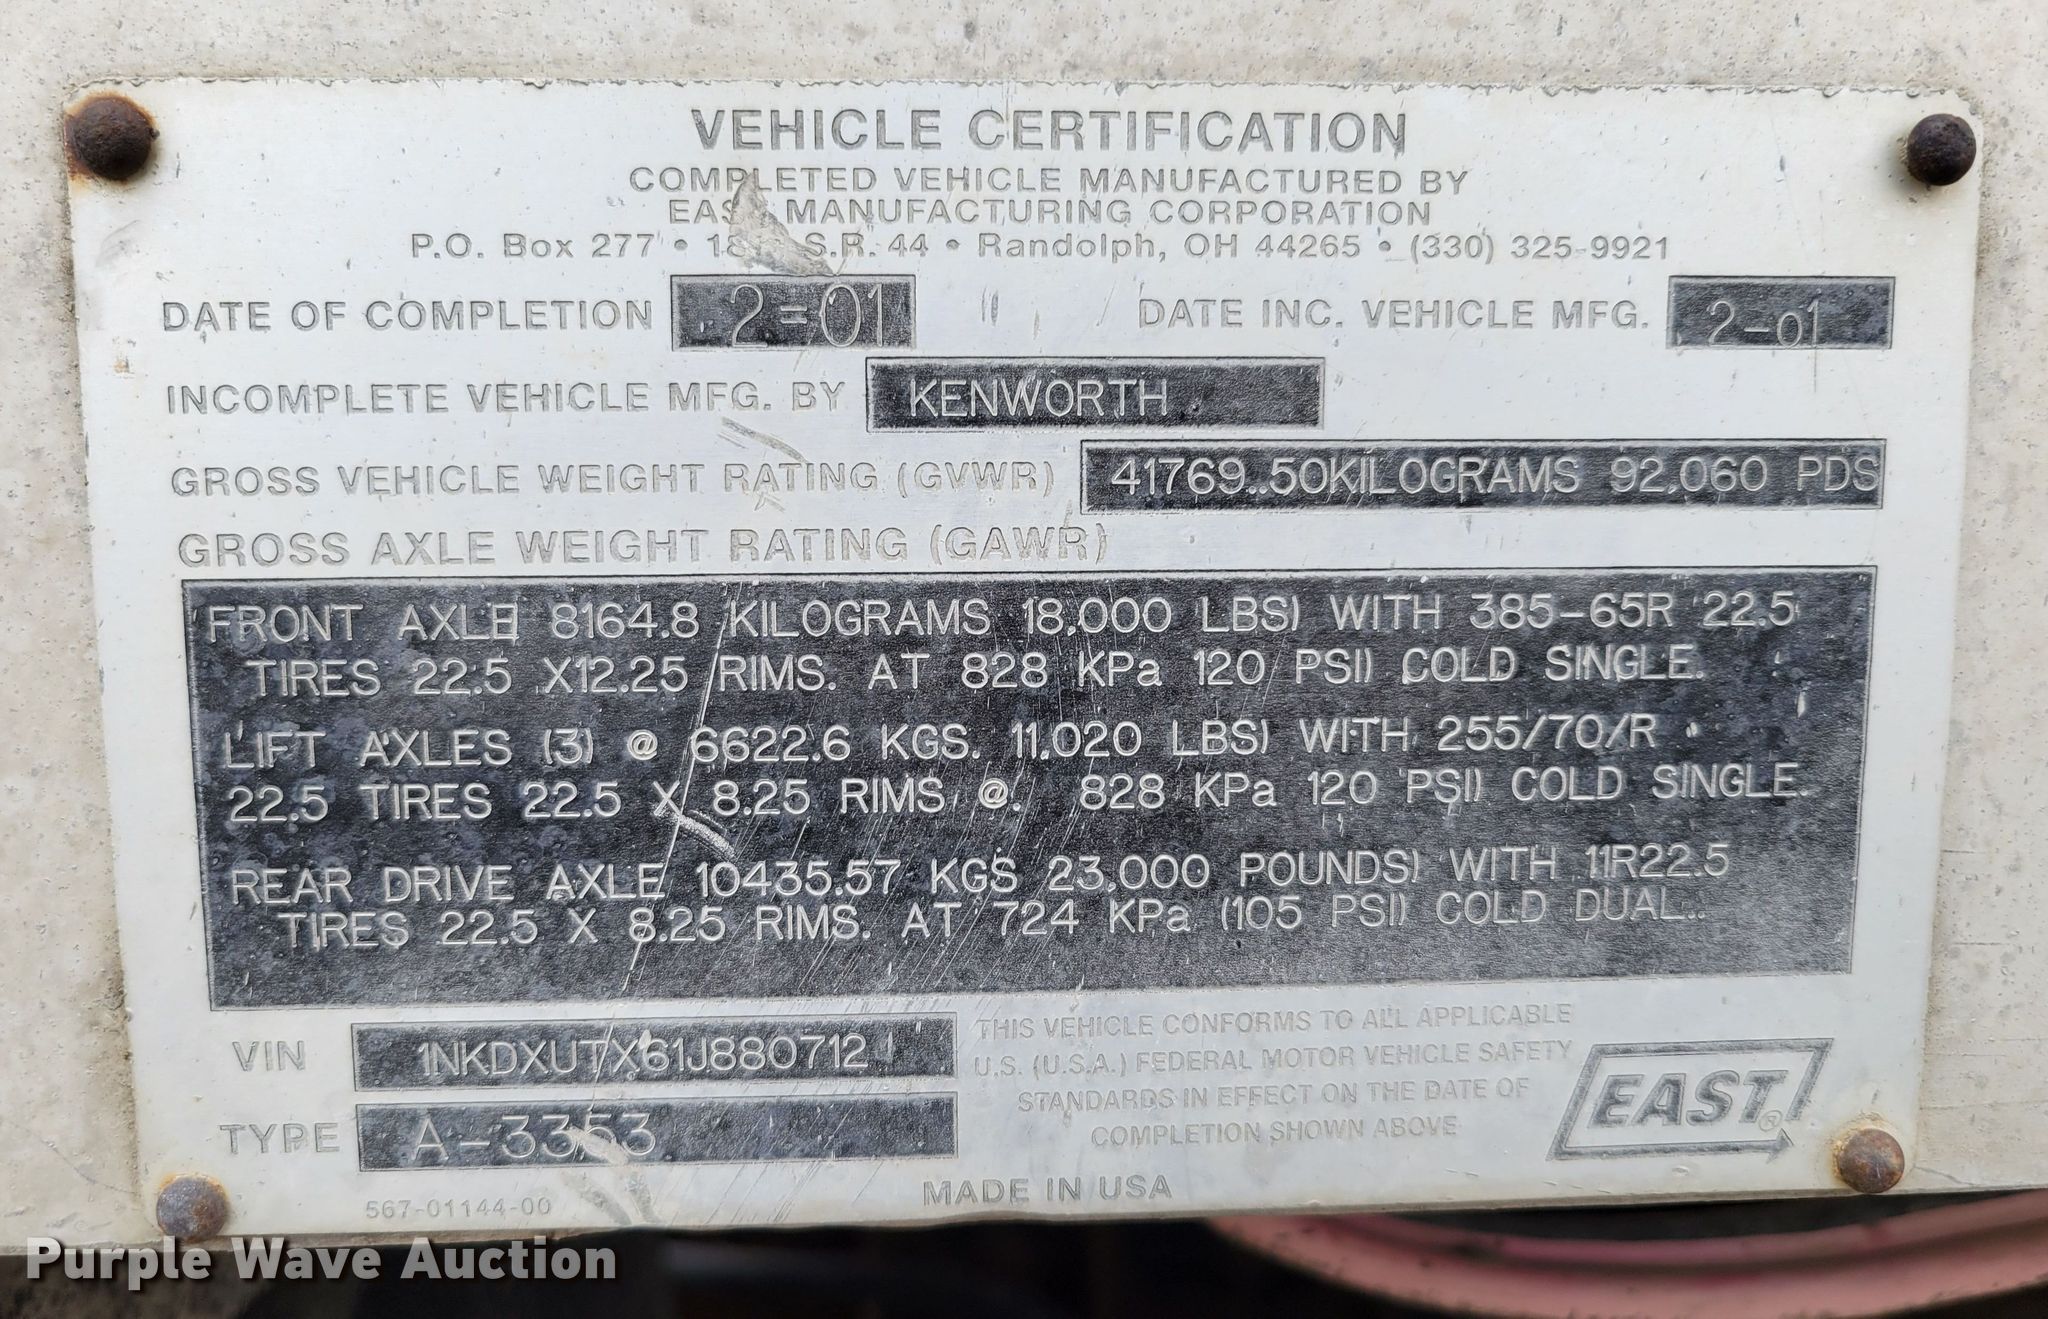 VEHICLE CERTIFICATION
COMPLETED VEHICLE MANUFACTURED BY
MANUFACTURING CORPORATION
P.O. Box 277 • S.R. 44 • Randolph, OH 44265 • (330) 325-9921
DATE OF COMPLETION 2-01 DATE INC. VEHICLE MFG. 2-01
INCOMPLETE VEHICLE MFG. BY KENWORTH
GROSS VEHICLE WEIGHT RATING (GVWR) 41769..50KILOGRAMS 92,060 PDS
GROSS AXLE WEIGHT RATING (GAWR)
FRONT AXLE 8164.8 KILOGRAMS 18,000 LBS) WITH 385-65R 22.5
TIRES 22.5 X12.25 RIMS. AT 828 KPa 120 PSI) COLD SINGLE.
LIFT AXLES (3) @ 6622.6 KGS. 11,020 LBS) WITH 255/70/R
22.5 TIRES 22.5 X 8.25 RIMS @. 828 KPa 120 PSI) COLD SINGLE.
REAR DRIVE AXLE 10435.57 KGS 23,000 POUNDS) WITH 11R22.5
TIRES 22.5 X 8.25 RIMS. AT 724 KPa (105 PSI) COLD DUAL..
VIN 1NKDXUTX61J880712
TYPE A-3353
THIS VEHICLE CONFORMS TO ALL APPLICABLE
U.S. (U.S.A.) FEDERAL MOTOR VEHICLE SAFETY
STANDARDS IN EFFECT ON THE DATE OF
COMPLETION SHOWN ABOVE
EAST®
567-01144-00
MADE IN USA
Purple Wave Auction